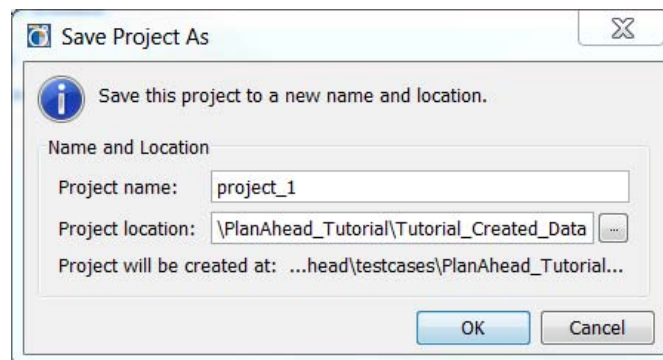 Save Project As
Save this project to a new name and location.
Name and Location
Project name: project_1
Project location: \PlanAhead_Tutorial\Tutorial_Created_Data ...
Project will be created at: ...head\testcases\PlanAhead_Tutorial...
OK Cancel